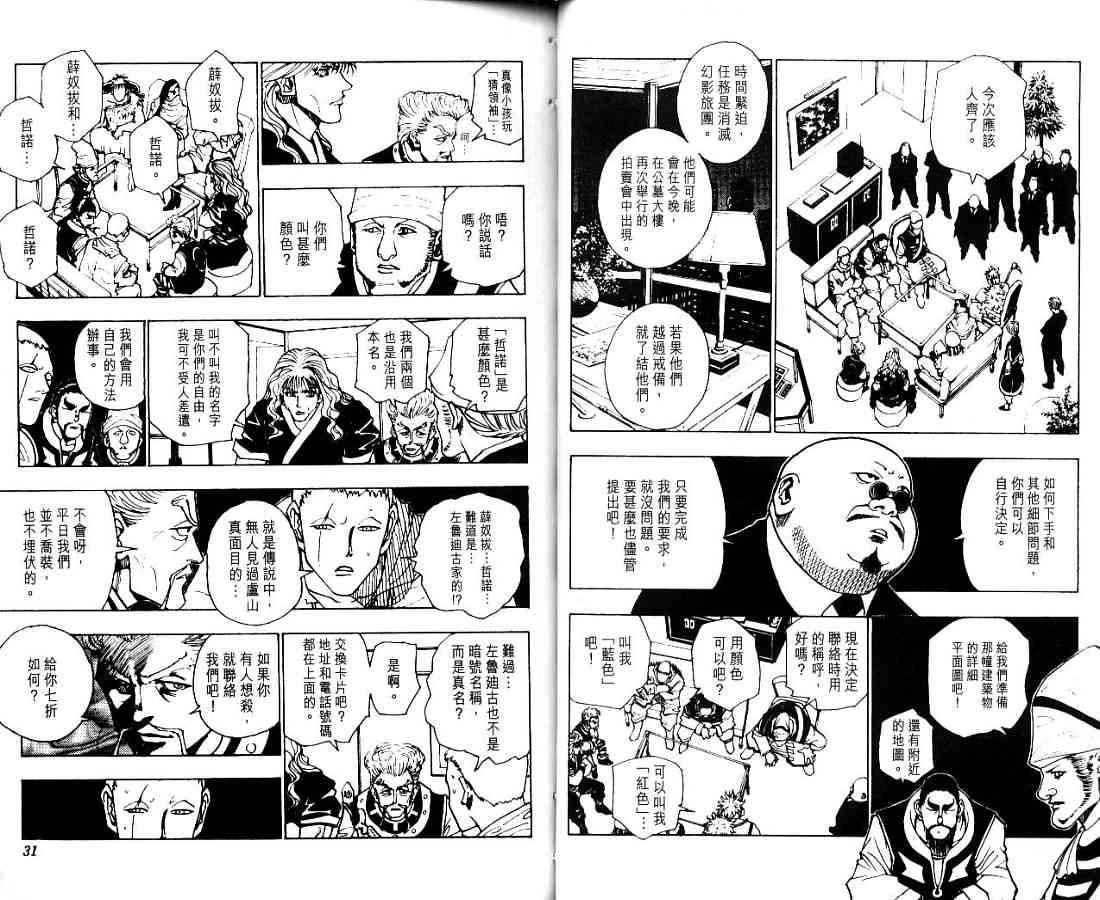 今次應該
人齊了。
時間緊迫，
任務是消滅
幻影旅團。
他們可能
會在今晚，
在公墓大樓
再次舉行的
拍賣會中出現。
若果他們
越過戒備，
就了結他們。
如何下手和
其他細節問題，
你們可以
自行決定。
只要完成
我們的要求，
就沒問題。
要甚麼也儘管
提出吧！
給我們準備
那幢建築物
的詳細
平面圖吧！
還有附近
的地圖。
現在決定
聯絡時用
的稱呼，
好嗎？
用顏色
可以吧？
叫我
「藍色」
吧！
可以叫我
「紅色」…
真像小孩玩
「猜領袖」…
薜奴拔。
哲諾。
薜奴拔和…
哲諾…
哲諾？
唔？
你說話
嗎？
你們
叫甚麼
顏色？
「哲諾」是
甚麼顏色？
我們兩個
也是沿用
本名。
叫不叫我的名字
是你們的自由，
我可不受人差遣。
我們會用
自己的方法
辦事。
薜奴拔…哲諾…
難道是…
左魯迪古家的!?
就是傳說中，
無人見過廬山
真面目的…
不會呀，
平日我們
並不喬裝，
也不埋伏的。
難過…
左魯迪古也不是
暗號名稱，
而是真名？
是啊。
交換卡片吧？
地址和電話號碼
都在上面的。
如果你
有人想殺，
就聯絡
我們吧！
給你七折
如何？
31